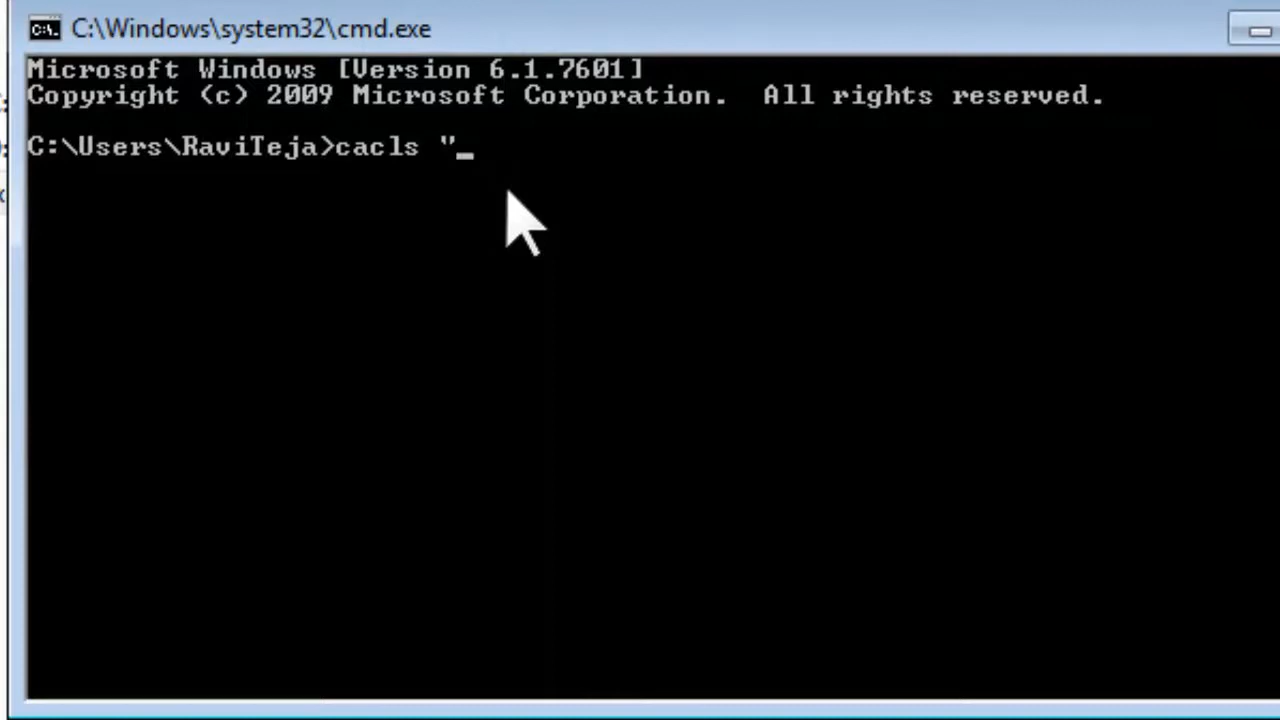 C:\Windows\system32\cmd.exe
Microsoft Windows [Version 6.1.7601]
Copyright (c) 2009 Microsoft Corporation.  All rights reserved.
C:\Users\RaviTeja>cacls "_